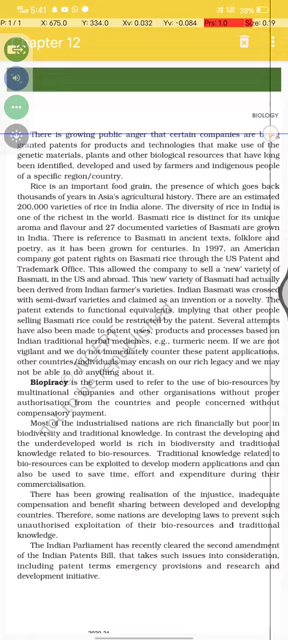 P: 1 / 1 X: 675.0 Y: 334.0 Xv: 0.032 Yv: -0.084 Prs: 1.0 Size: 0.19
5:41 28%
apter 12
BIOLOGY
There is growing public anger that certain companies are
granted patents for products and technologies that make use of the
genetic materials, plants and other biological resources that have long
been identified, developed and used by farmers and indigenous people
of a specific region/country.
Rice is an important food grain, the presence of which goes back
thousands of years in Asia's agricultural history. There are an estimated
200,000 varieties of rice in India alone. The diversity of rice in India is
one of the richest in the world. Basmati rice is distinct for its unique
aroma and flavour and 27 documented varieties of Basmati are grown
in India. There is reference to Basmati in ancient texts, folklore and
poetry, as it has been grown for centuries. In 1997, an American
company got patent rights on Basmati rice through the US Patent and
Trademark Office. This allowed the company to sell a 'new' variety of
Basmati, in the US and abroad. This 'new' variety of Basmati had actually
been derived from Indian farmer's varieties. Indian Basmati was crossed
with semi-dwarf varieties and claimed as an invention or a novelty. The
patent extends to functional equivalents, implying that other people
selling Basmati rice could be restricted by the patent. Several attempts
have also been made to patent uses, products and processes based on
Indian traditional herbal medicines, e.g., turmeric neem. If we are not
vigilant and we do not immediately counter these patent applications,
other countries/individuals may encash on our rich legacy and we may
not be able to do anything about it.
Biopiracy is the term used to refer to the use of bio-resources by
multinational companies and other organisations without proper
authorisation from the countries and people concerned without
compensatory payment.
Most of the industrialised nations are rich financially but poor in
biodiversity and traditional knowledge. In contrast the developing and
the underdeveloped world is rich in biodiversity and traditional
knowledge related to bio-resources. Traditional knowledge related to
bio-resources can be exploited to develop modern applications and can
also be used to save time, effort and expenditure during their
commercialisation.
There has been growing realisation of the injustice, inadequate
compensation and benefit sharing between developed and developing
countries. Therefore, some nations are developing laws to prevent such
unauthorised exploitation of their bio-resources and traditional
knowledge.
The Indian Parliament has recently cleared the second amendment
of the Indian Patents Bill, that takes such issues into consideration,
including patent terms emergency provisions and research and
development initiative.
2020-21